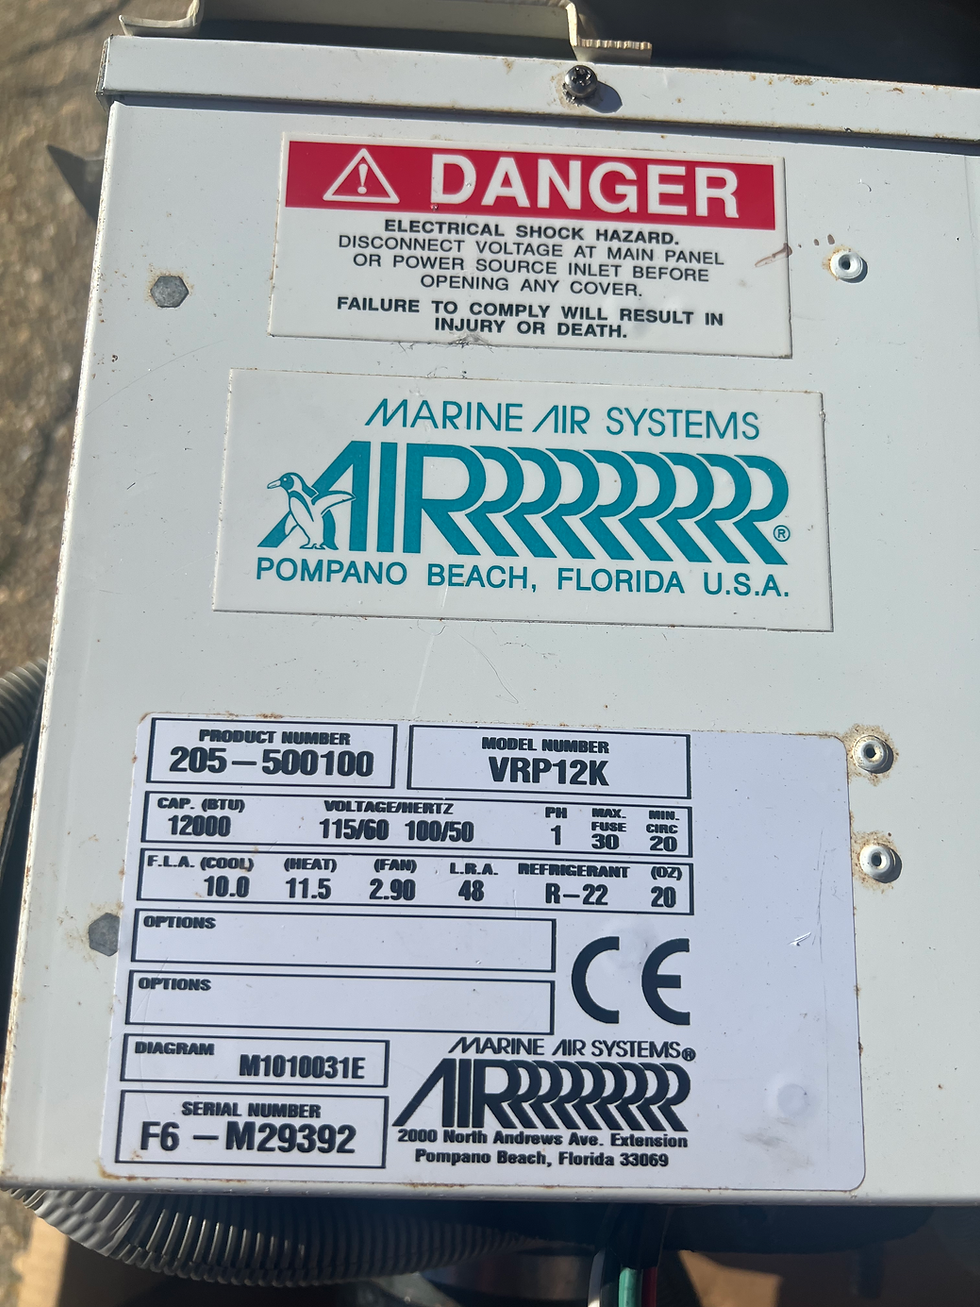 DANGER
ELECTRICAL SHOCK HAZARD.
DISCONNECT VOLTAGE AT MAIN PANEL
OR POWER SOURCE INLET BEFORE
OPENING ANY COVER.
FAILURE TO COMPLY WILL RESULT IN
INJURY OR DEATH.
MARINE AIR SYSTEMS
AIRRRRRRRR®
POMPANO BEACH, FLORIDA U.S.A.
PRODUCT NUMBER MODEL NUMBER
205-500100 VRP12K
CAP. (BTU) VOLTAGE/HERTZ PH MAX. FUSE MIN. CIRC
12000 115/60 100/50 1 30 20
F.L.A. (COOL) (HEAT) (FAN) L.R.A. REFRIGERANT (OZ)
10.0 11.5 2.90 48 R-22 20
OPTIONS
CE
OPTIONS
DIAGRAM M1010031E
MARINE AIR SYSTEMS®
AIRRRRRRRR
SERIAL NUMBER
F6 -M29392
2000 North Andrews Ave. Extension
Pompano Beach, Florida 33069